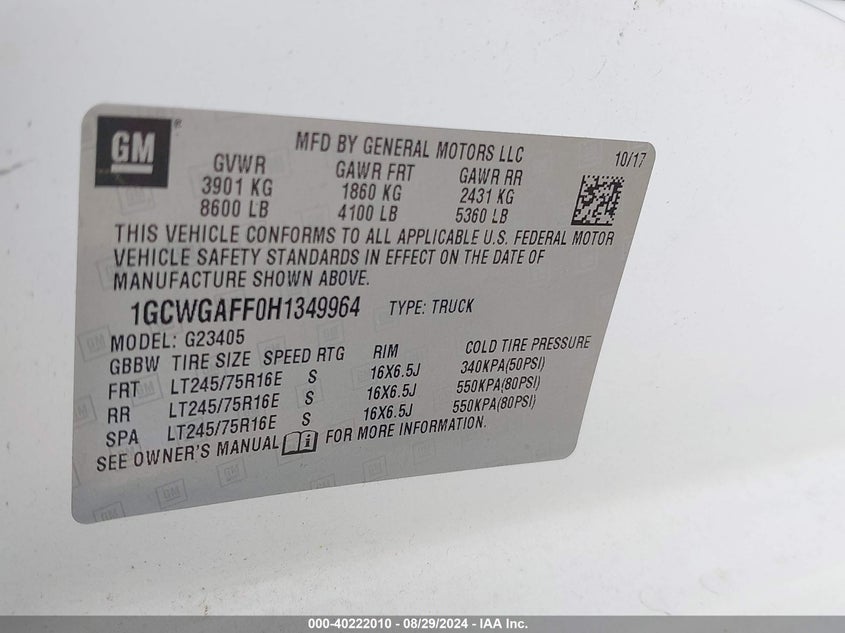 GM®
MFD BY GENERAL MOTORS LLC 10/17
GVWR GAWR FRT GAWR RR
3901 KG 1860 KG 2431 KG
8600 LB 4100 LB 5360 LB
THIS VEHICLE CONFORMS TO ALL APPLICABLE U.S. FEDERAL MOTOR
VEHICLE SAFETY STANDARDS IN EFFECT ON THE DATE OF
MANUFACTURE SHOWN ABOVE.
1GCWGAFF0H1349964 TYPE: TRUCK
MODEL: G23405
GBBW TIRE SIZE SPEED RTG RIM COLD TIRE PRESSURE
FRT LT245/75R16E S 16X6.5J 340KPA(50PSI)
RR LT245/75R16E S 16X6.5J 550KPA(80PSI)
SPA LT245/75R16E S 16X6.5J 550KPA(80PSI)
SEE OWNER'S MANUAL FOR MORE INFORMATION.
000-40222010 - 08/29/2024 - IAA Inc.